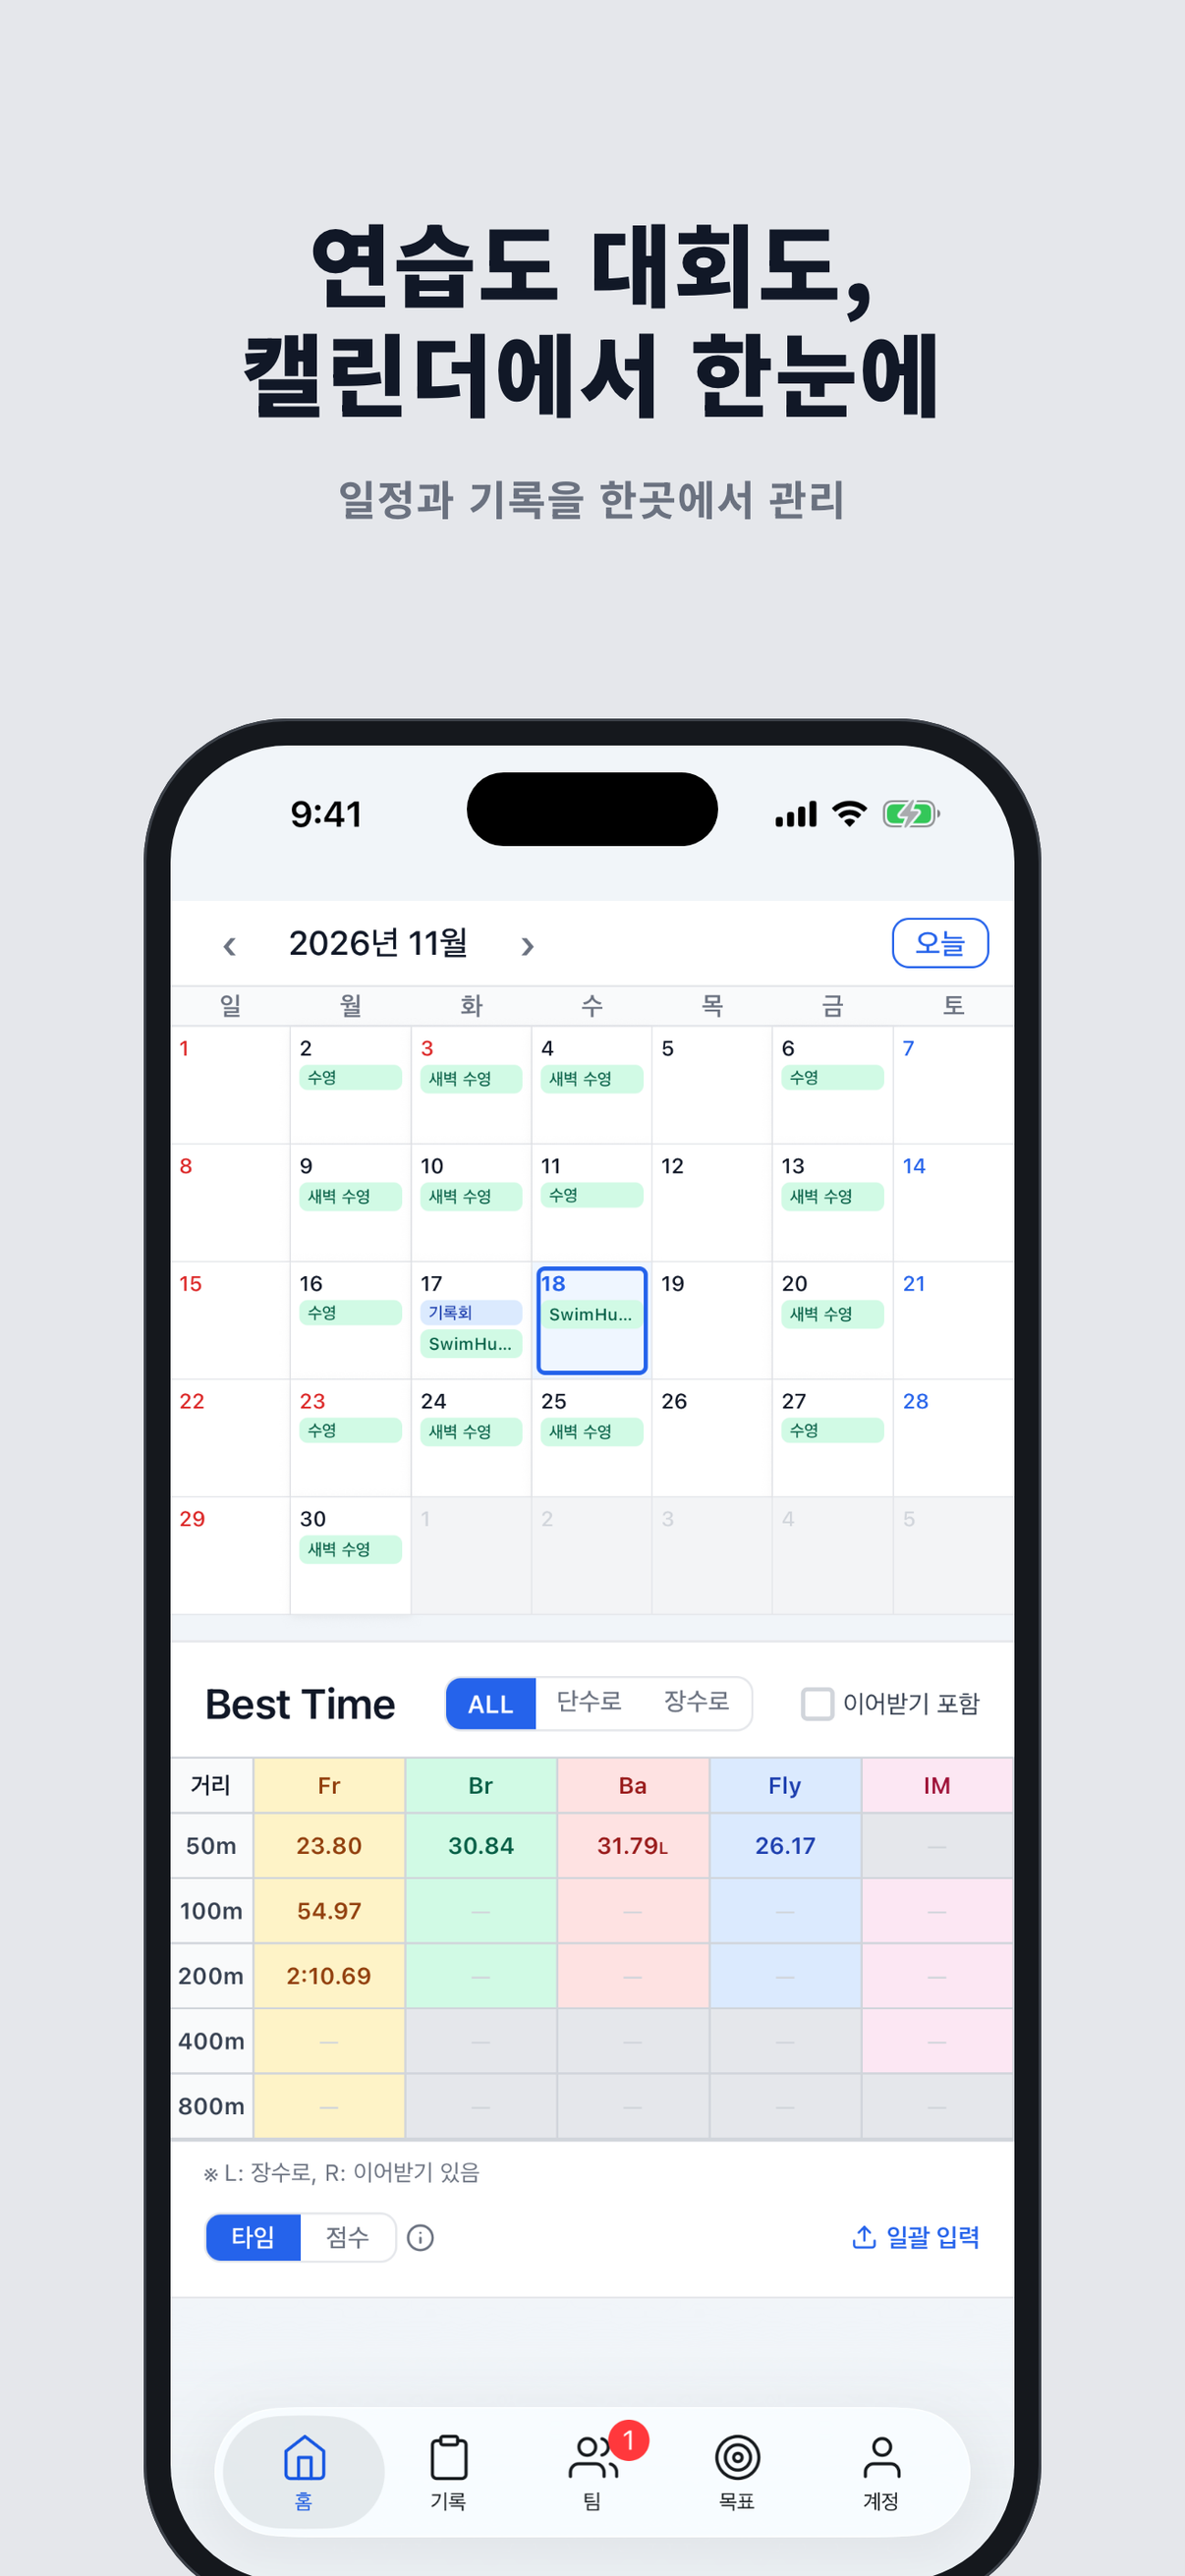 연습도 대회도,
캘린더에서 한눈에
일정과 기록을 한곳에서 관리
9:41
‹ 2026년 11월 › 오늘
일 월 화 수 목 금 토
1 2 3 4 5 6 7
수영 새벽 수영 새벽 수영 수영
8 9 10 11 12 13 14
새벽 수영 새벽 수영 수영 새벽 수영
15 16 17 18 19 20 21
수영 기록회 SwimHu... 새벽 수영
SwimHu...
22 23 24 25 26 27 28
수영 새벽 수영 새벽 수영 수영
29 30 1 2 3 4 5
새벽 수영
Best Time ALL 단수로 장수로 이어받기 포함
거리 Fr Br Ba Fly IM
50m 23.80 30.84 31.79L 26.17 —
100m 54.97 — — — —
200m 2:10.69 — — — —
400m — — — — —
800m — — — — —
※ L: 장수로, R: 이어받기 있음
타임 점수 일괄 입력
1
홈 기록 팀 목표 계정